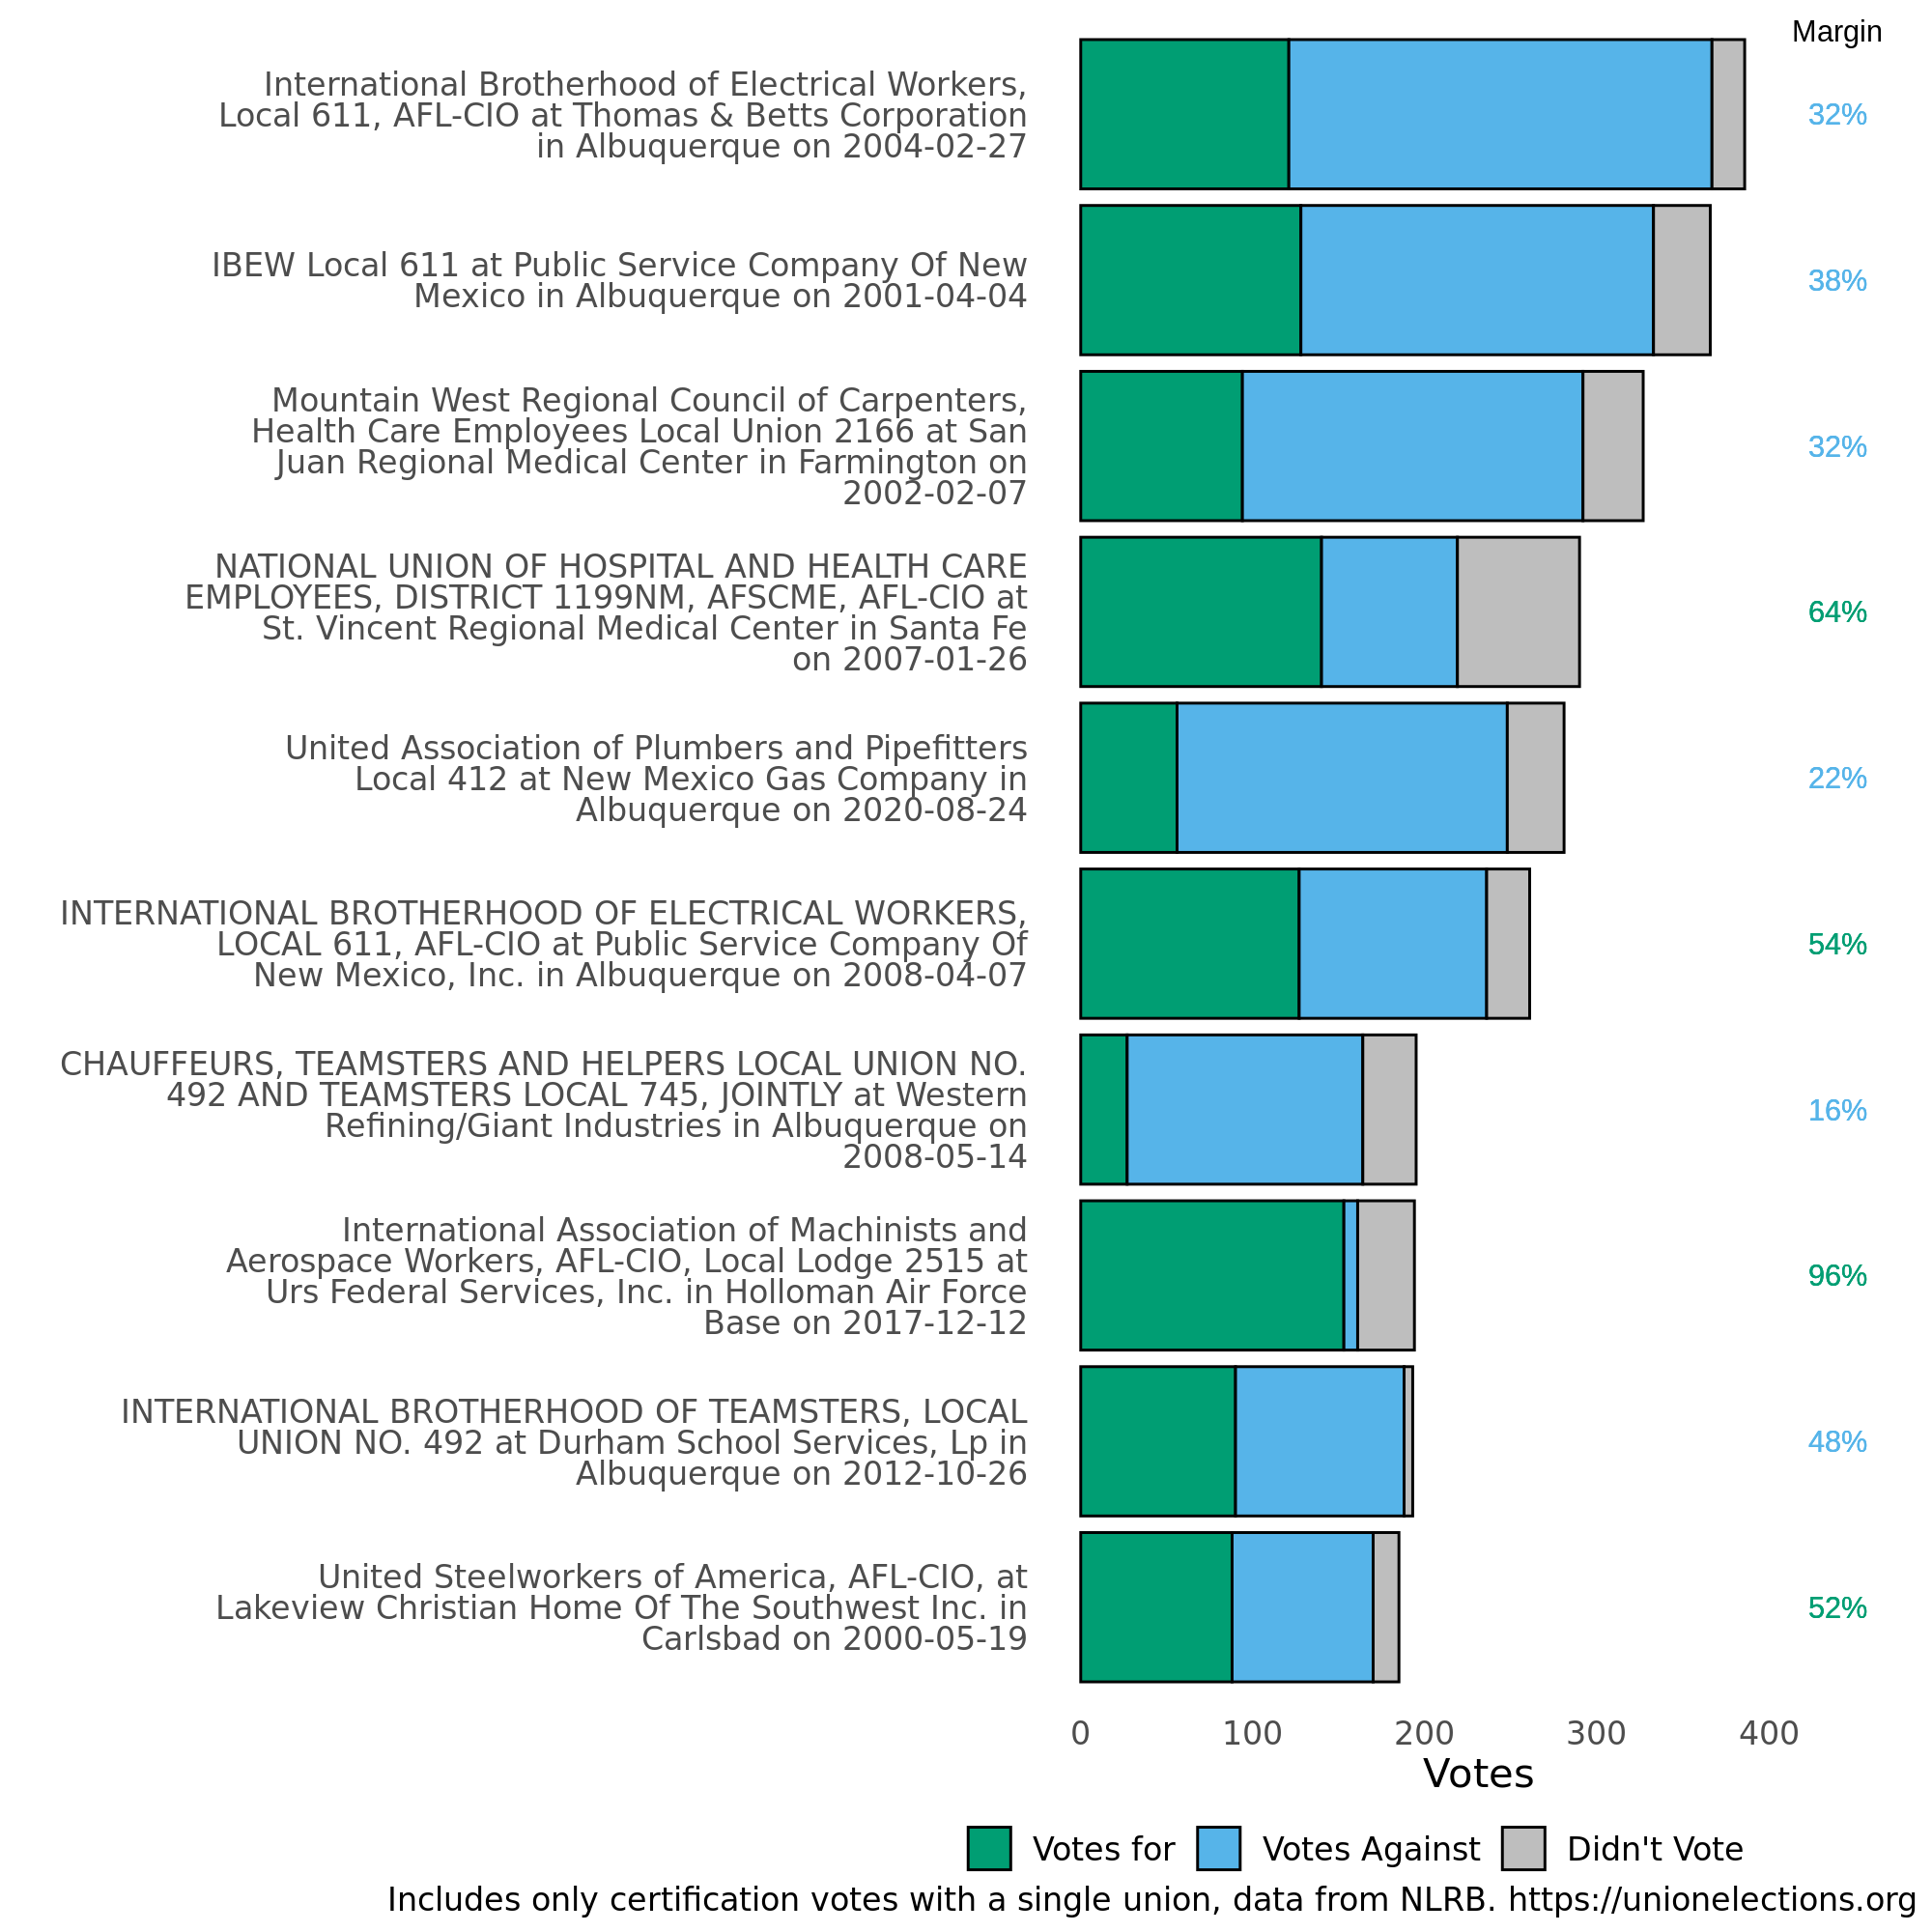 Margin
International Brotherhood of Electrical Workers,
Local 611, AFL-CIO at Thomas & Betts Corporation
in Albuquerque on 2004-02-27
32%
IBEW Local 611 at Public Service Company Of New
Mexico in Albuquerque on 2001-04-04
38%
Mountain West Regional Council of Carpenters,
Health Care Employees Local Union 2166 at San
Juan Regional Medical Center in Farmington on
2002-02-07
32%
NATIONAL UNION OF HOSPITAL AND HEALTH CARE
EMPLOYEES, DISTRICT 1199NM, AFSCME, AFL-CIO at
St. Vincent Regional Medical Center in Santa Fe
on 2007-01-26
64%
United Association of Plumbers and Pipefitters
Local 412 at New Mexico Gas Company in
Albuquerque on 2020-08-24
22%
INTERNATIONAL BROTHERHOOD OF ELECTRICAL WORKERS,
LOCAL 611, AFL-CIO at Public Service Company Of
New Mexico, Inc. in Albuquerque on 2008-04-07
54%
CHAUFFEURS, TEAMSTERS AND HELPERS LOCAL UNION NO.
492 AND TEAMSTERS LOCAL 745, JOINTLY at Western
Refining/Giant Industries in Albuquerque on
2008-05-14
16%
International Association of Machinists and
Aerospace Workers, AFL-CIO, Local Lodge 2515 at
Urs Federal Services, Inc. in Holloman Air Force
Base on 2017-12-12
96%
INTERNATIONAL BROTHERHOOD OF TEAMSTERS, LOCAL
UNION NO. 492 at Durham School Services, Lp in
Albuquerque on 2012-10-26
48%
United Steelworkers of America, AFL-CIO, at
Lakeview Christian Home Of The Southwest Inc. in
Carlsbad on 2000-05-19
52%
0 100 200 300 400
Votes
Votes for Votes Against Didn't Vote
Includes only certification votes with a single union, data from NLRB. https://unionelections.org